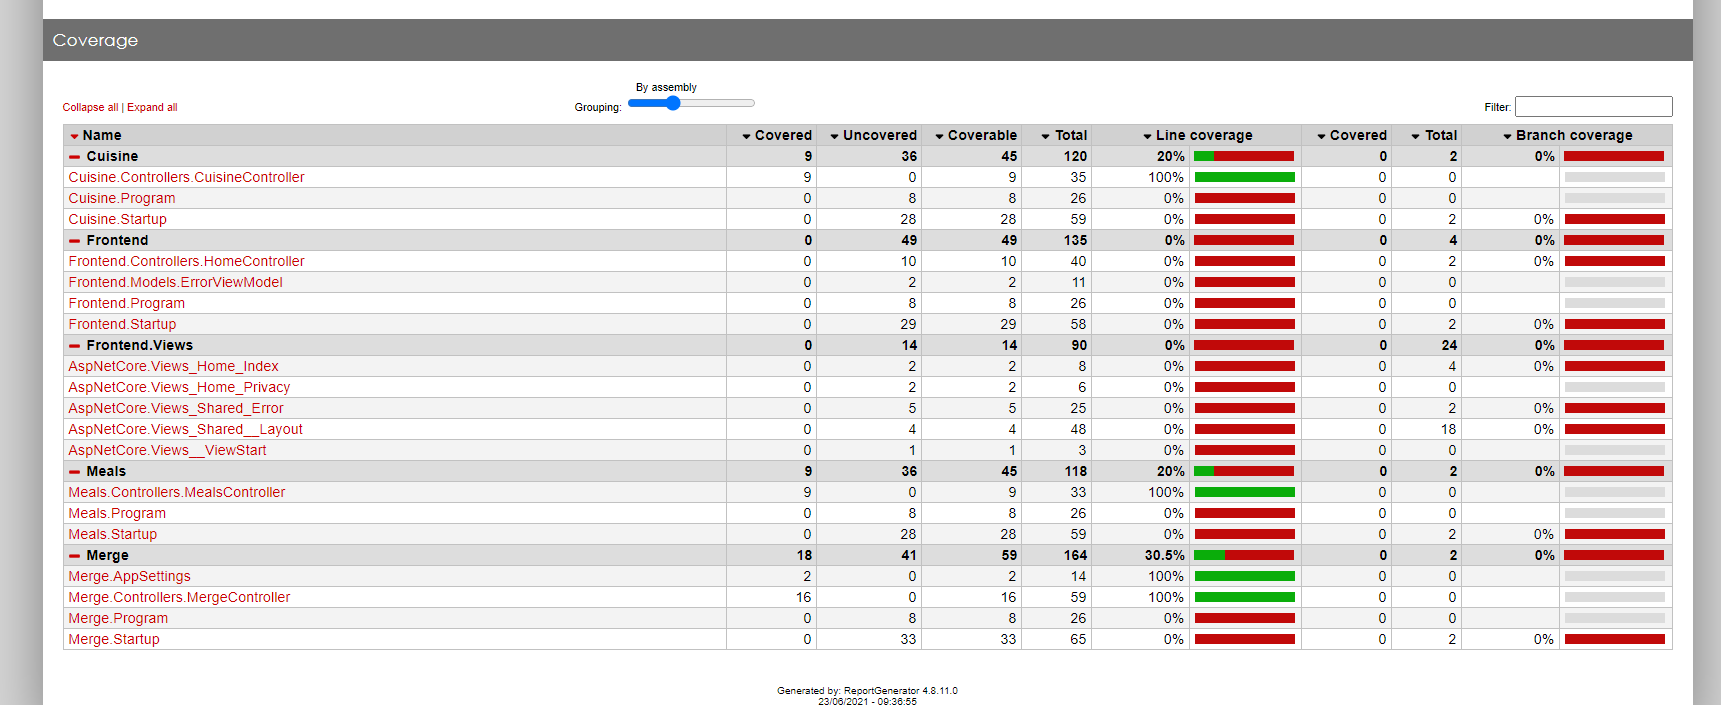 Coverage
By assembly
Collapse all | Expand all Grouping: Filter:
Name Covered Uncovered Coverable Total Line coverage Covered Total Branch coverage
Cuisine 9 36 45 120 20% 0 2 0%
Cuisine.Controllers.CuisineController 9 0 9 35 100% 0 0
Cuisine.Program 0 8 8 26 0% 0 0
Cuisine.Startup 0 28 28 59 0% 0 2 0%
Frontend 0 49 49 135 0% 0 4 0%
Frontend.Controllers.HomeController 0 10 10 40 0% 0 2 0%
Frontend.Models.ErrorViewModel 0 2 2 11 0% 0 0
Frontend.Program 0 8 8 26 0% 0 0
Frontend.Startup 0 29 29 58 0% 0 2 0%
Frontend.Views 0 14 14 90 0% 0 24 0%
AspNetCore.Views_Home_Index 0 2 2 8 0% 0 4 0%
AspNetCore.Views_Home_Privacy 0 2 2 6 0% 0 0
AspNetCore.Views_Shared_Error 0 5 5 25 0% 0 2 0%
AspNetCore.Views_Shared__Layout 0 4 4 48 0% 0 18 0%
AspNetCore.Views__ViewStart 0 1 1 3 0% 0 0
Meals 9 36 45 118 20% 0 2 0%
Meals.Controllers.MealsController 9 0 9 33 100% 0 0
Meals.Program 0 8 8 26 0% 0 0
Meals.Startup 0 28 28 59 0% 0 2 0%
Merge 18 41 59 164 30.5% 0 2 0%
Merge.AppSettings 2 0 2 14 100% 0 0
Merge.Controllers.MergeController 16 0 16 59 100% 0 0
Merge.Program 0 8 8 26 0% 0 0
Merge.Startup 0 33 33 65 0% 0 2 0%
Generated by: ReportGenerator 4.8.11.0
23/06/2021 - 09:36:55